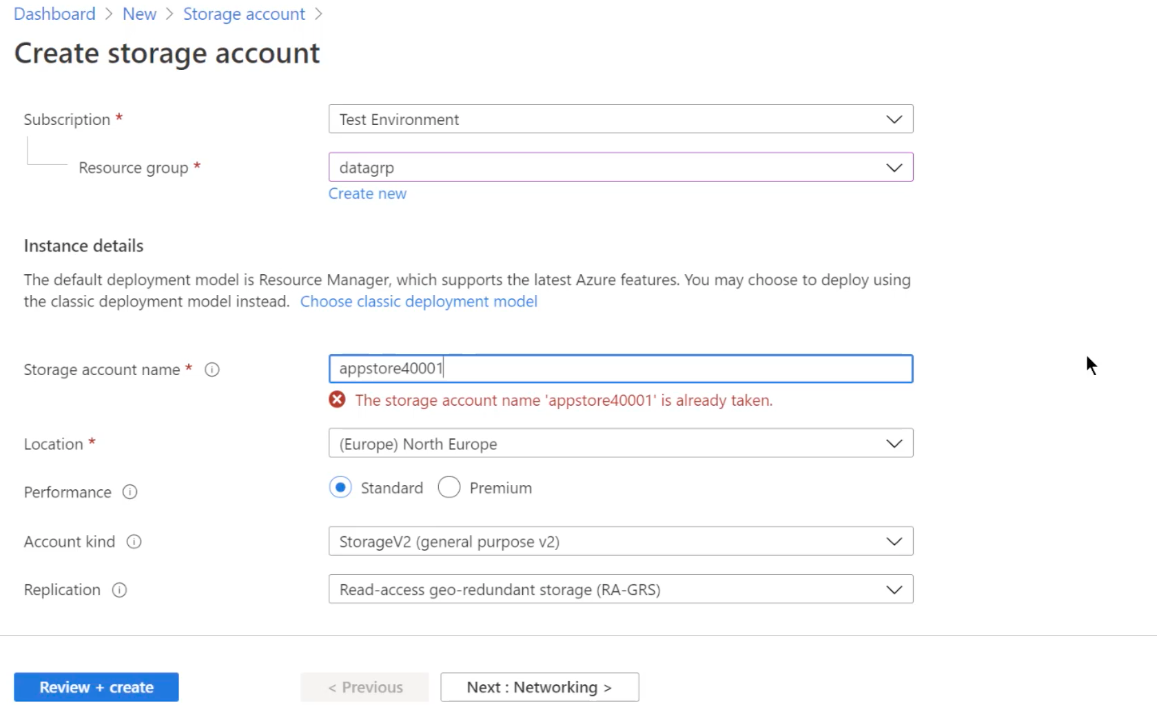 Dashboard > New > Storage account >
Create storage account
Subscription *
Test Environment
Resource group *
datagrp
Create new
Instance details
The default deployment model is Resource Manager, which supports the latest Azure features. You may choose to deploy using
the classic deployment model instead. Choose classic deployment model
Storage account name *
appstore40001
The storage account name 'appstore40001' is already taken.
Location *
(Europe) North Europe
Performance
Standard Premium
Account kind
StorageV2 (general purpose v2)
Replication
Read-access geo-redundant storage (RA-GRS)
Review + create < Previous Next : Networking >